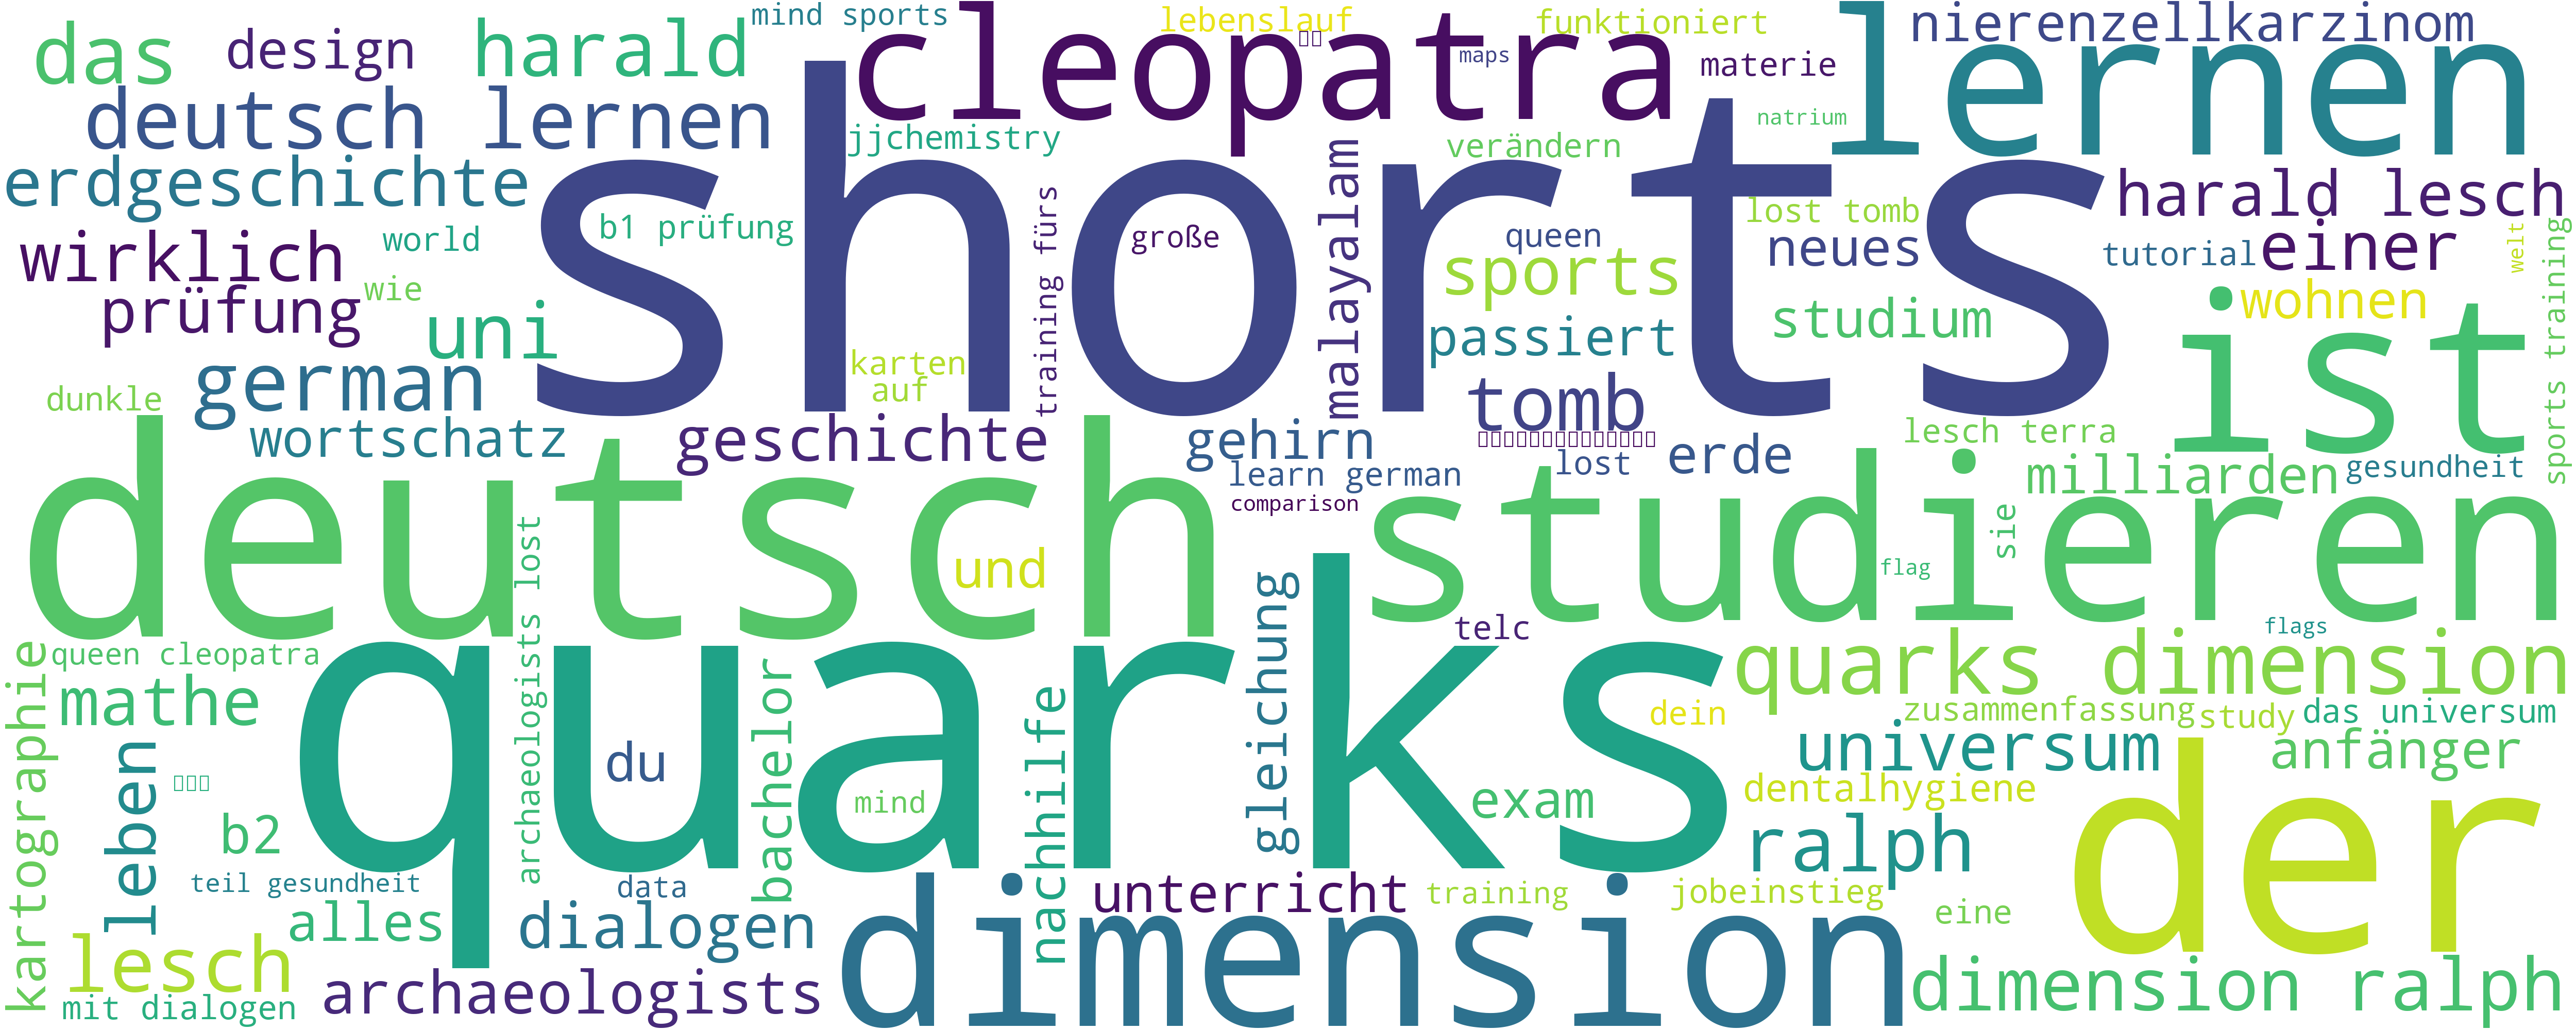 mind sports
cleopatra
lebenslauf
funktioniert
lernen
nierenzellkarzinom
das
design
harald
maps
materie
deutsch lernen
shorts
jjchemistry
natrium
verändern
malayalam
erdgeschichte
harald lesch
training fürs
b1 prüfung
große
lost tomb
queen
neues
einer
wirklich
world
sports
tutorial
welt
sports training
prüfung
wie
uni
passiert
studium
wohnen
ist
german
karten
auf
tomb
dunkle
wortschatz
geschichte
gehirn
learn german
lost
erde
lesch terra
milliarden
gesundheit
comparison
deutsch
studieren
archaeologists lost
und
sie
flag
quarks
gleichung
telc
flags
queen cleopatra
kartographie
mathe
bachelor
nachhilfe
quarks dimension
dein
zusammenfassung
study
das universum
leben
du
universum
anfänger
b2
mind
exam
dentalhygiene
der
ralph
teil gesundheit
data
unterricht
training
jobeinstieg
alles
dialogen
dimension
eine
lesch
mit dialogen
archaeologists
dimension ralph